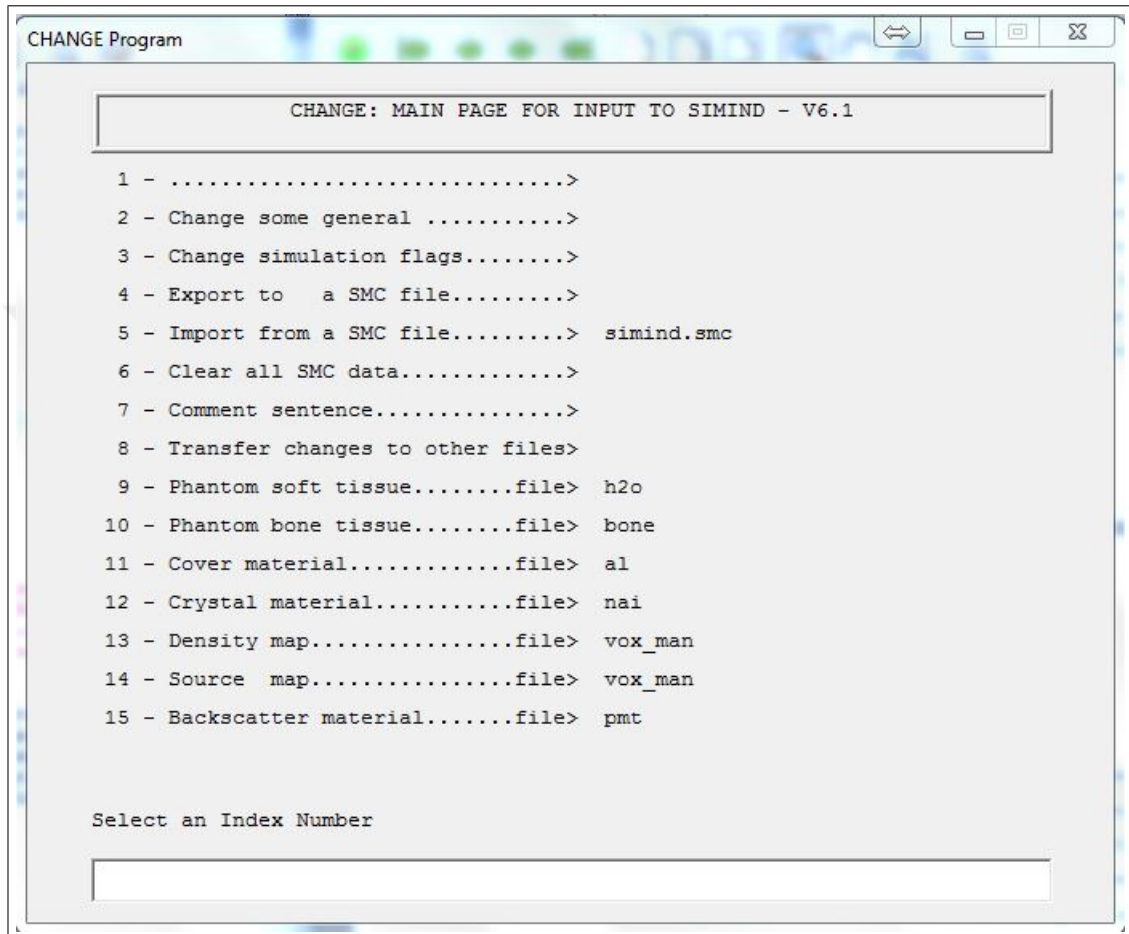 CHANGE Program
CHANGE: MAIN PAGE FOR INPUT TO SIMIND - V6.1
1 - ...............................>
2 - Change some general ...........>
3 - Change simulation flags........>
4 - Export to   a SMC file.........>
5 - Import from a SMC file.........>  simind.smc
6 - Clear all SMC data.............>
7 - Comment sentence...............>
8 - Transfer changes to other files>
9 - Phantom soft tissue........file>  h2o
10 - Phantom bone tissue........file>  bone
11 - Cover material.............file>  al
12 - Crystal material...........file>  nai
13 - Density map................file>  vox_man
14 - Source  map................file>  vox_man
15 - Backscatter material.......file>  pmt
Select an Index Number